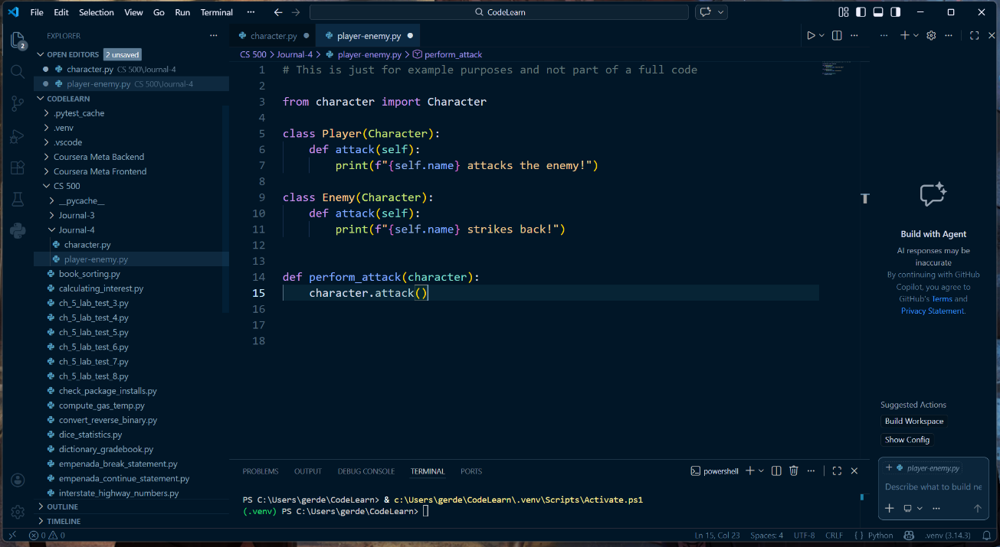 File Edit Selection View Go Run Terminal ··· CodeLearn
EXPLORER ···
OPEN EDITORS 2 unsaved
character.py CS 500\Journal-4
player-enemy.py CS 500\Journal-4
CODELEARN
.pytest_cache
.venv
.vscode
Coursera Meta Backend
Coursera Meta Frontend
CS 500
__pycache__
Journal-3
Journal-4
character.py
player-enemy.py
book_sorting.py
calculating_interest.py
ch_5_lab_test_3.py
ch_5_lab_test_4.py
ch_5_lab_test_5.py
ch_5_lab_test_6.py
ch_5_lab_test_7.py
ch_5_lab_test_8.py
check_package_installs.py
compute_gas_temp.py
convert_reverse_binary.py
dice_statistics.py
dictionary_gradebook.py
empenada_break_statement.py
empenada_continue_statement.py
interstate_highway_numbers.py
OUTLINE
TIMELINE
2
character.py player-enemy.py
CS 500 > Journal-4 > player-enemy.py > perform_attack
1 # This is just for example purposes and not part of a full code
2
3 from character import Character
4
5 class Player(Character):
6 def attack(self):
7 print(f"{self.name} attacks the enemy!")
8
9 class Enemy(Character):
10 def attack(self):
11 print(f"{self.name} strikes back!")
12
13
14 def perform_attack(character):
15 character.attack()
16
17
18
T
PROBLEMS OUTPUT DEBUG CONSOLE TERMINAL PORTS powershell
PS C:\Users\gerde\CodeLearn> & c:\Users\gerde\CodeLearn\.venv\Scripts\Activate.ps1
(.venv) PS C:\Users\gerde\CodeLearn>
Build with Agent
AI responses may be
inaccurate
By continuing with GitHub
Copilot, you agree to
GitHub's Terms and
Privacy Statement.
Suggested Actions
Build Workspace
Show Config
player-enemy.py
Describe what to build ne
0 0 Ln 15, Col 23 Spaces: 4 UTF-8 CRLF { } Python .venv (3.14.3)